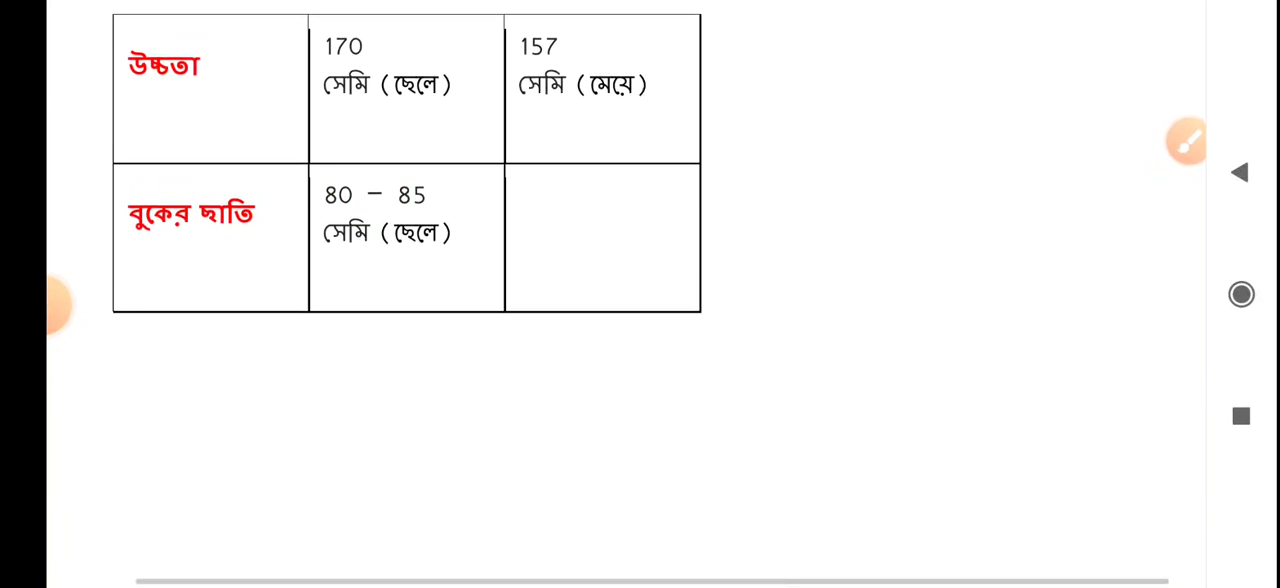 উচ্চতা
170
সেমি (ছেলে)
157
সেমি (মেয়ে)
বুকের ছাতি
80 – 85
সেমি (ছেলে)